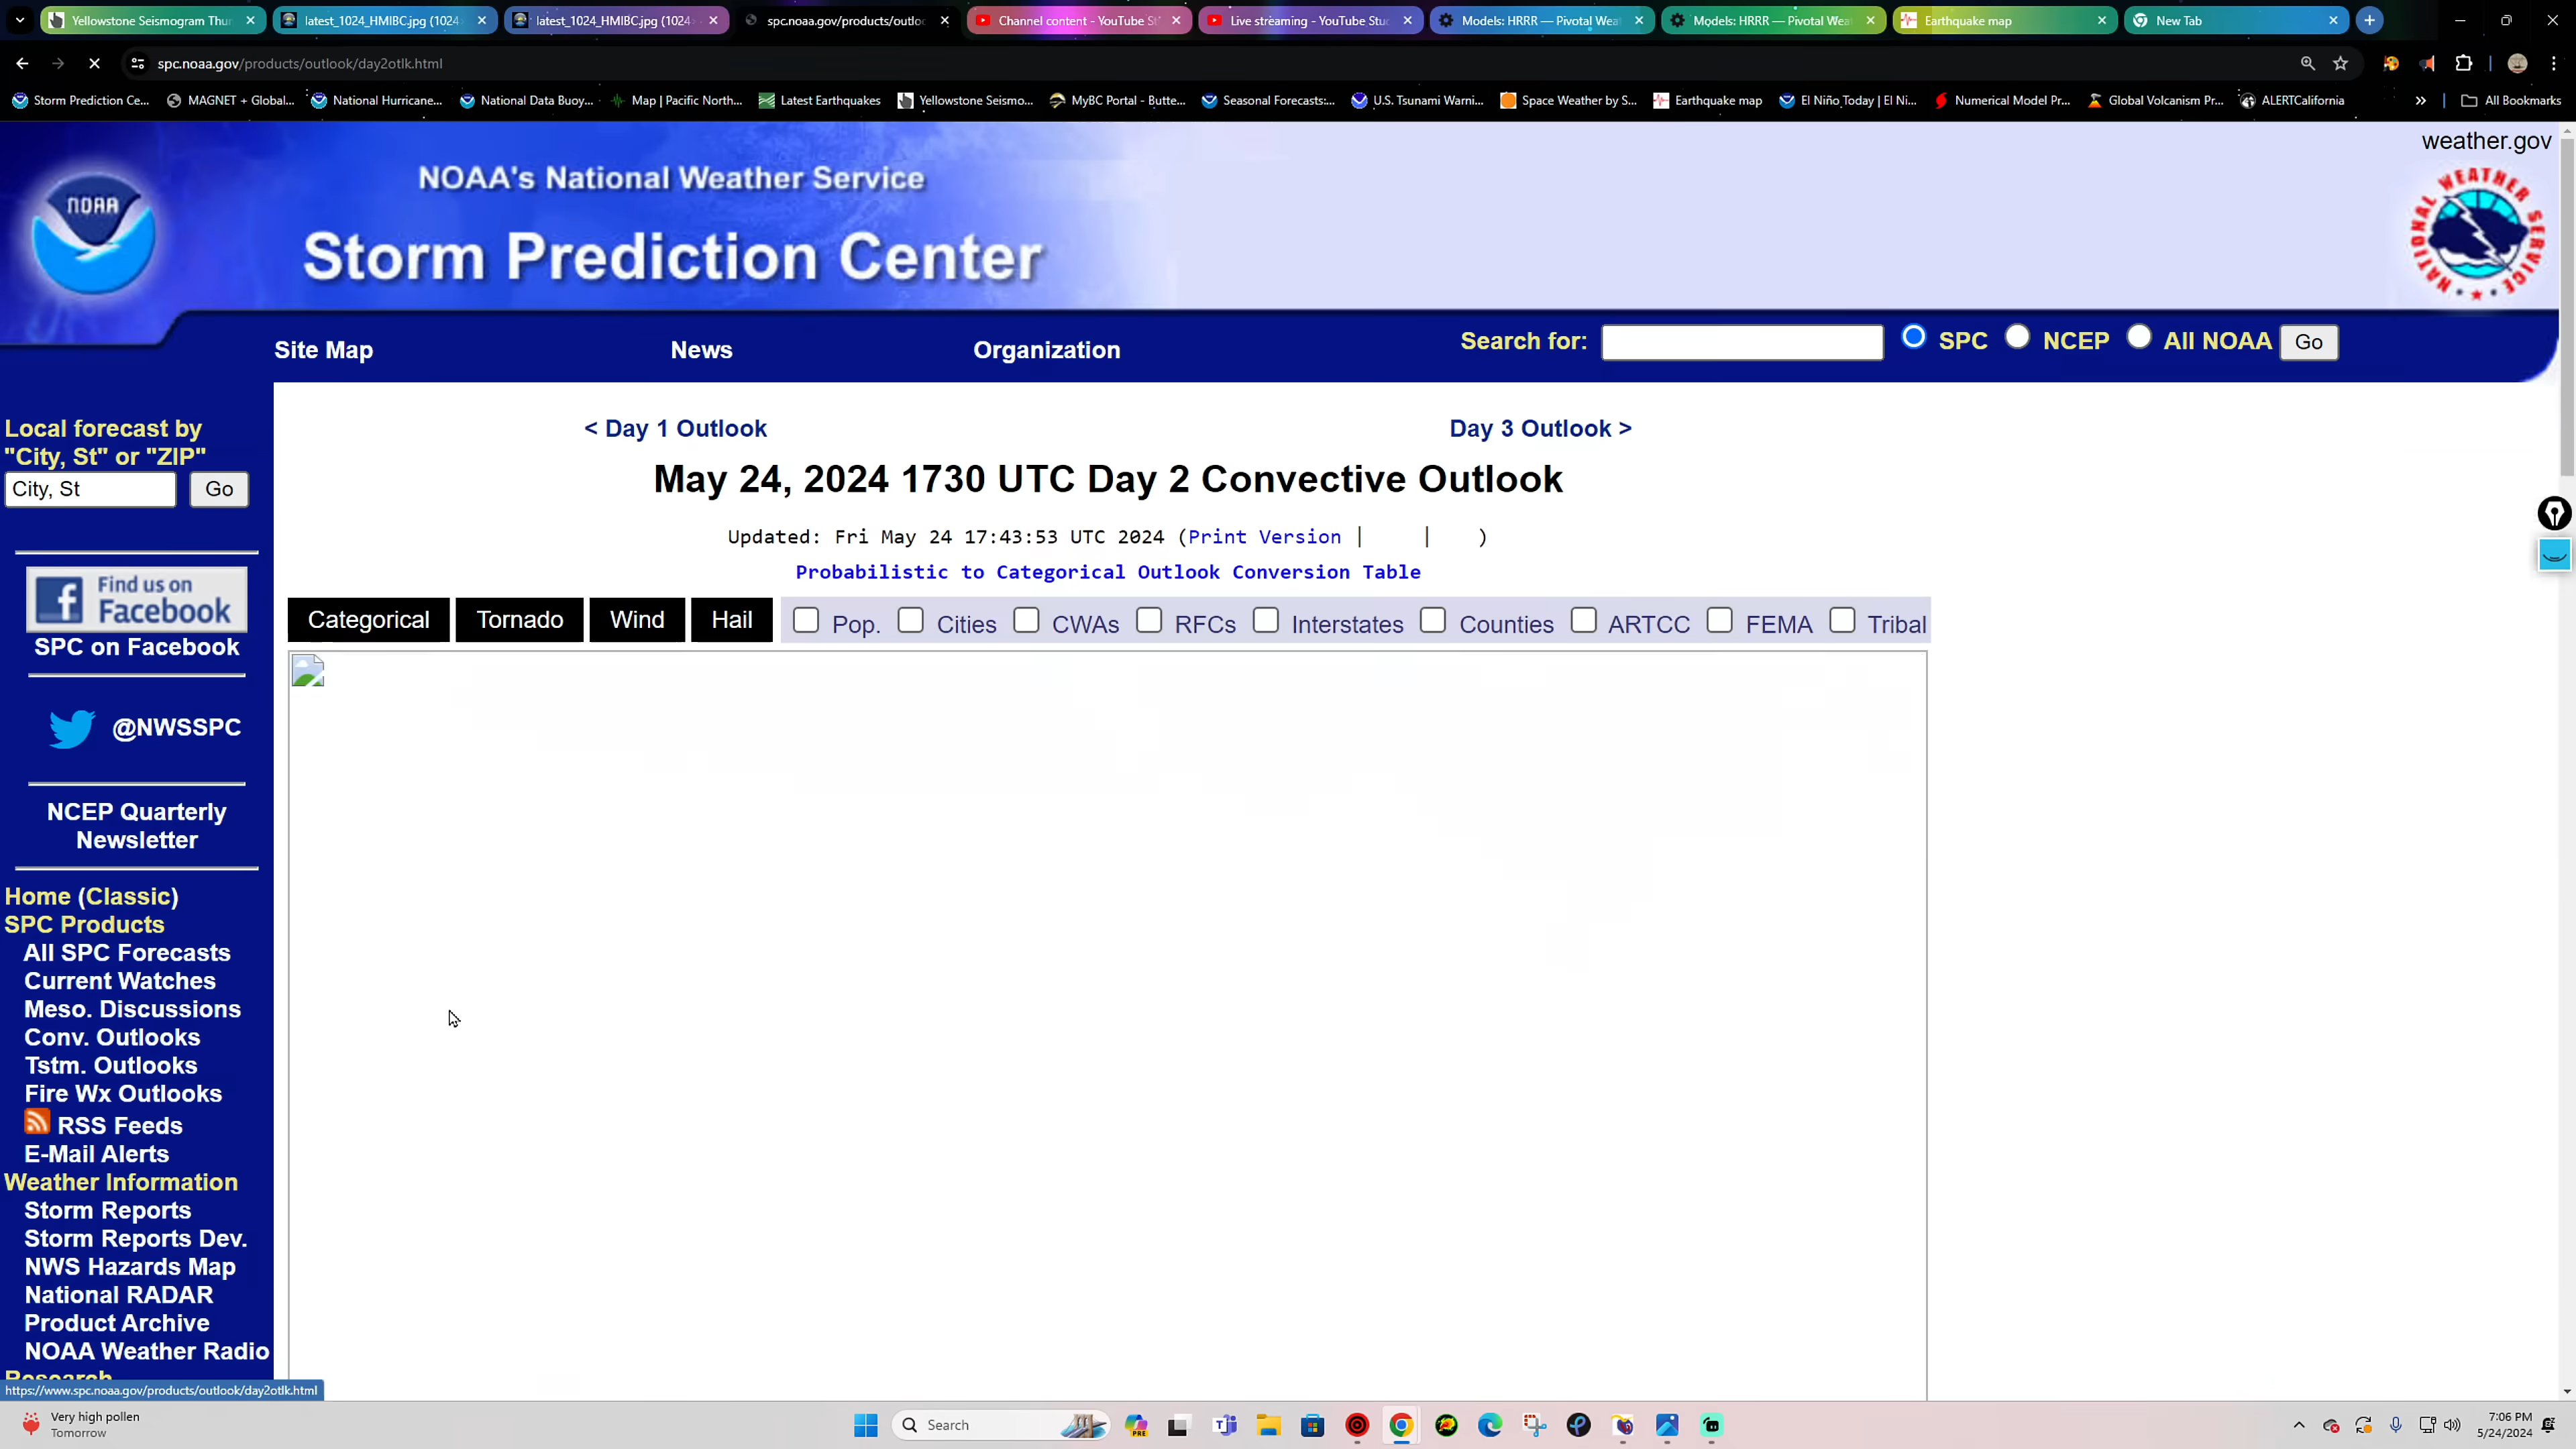 Yellowstone Seismogram Thu
latest_1024_HMIBC.jpg (1024
latest_1024_HMIBC.jpg (1024
spc.noaa.gov/products/outlo
Channel content - YouTube St
Live streaming - YouTube Stu
Models: HRRR — Pivotal Wea
Models: HRRR — Pivotal Wea
Earthquake map
New Tab
spc.noaa.gov/products/outlook/day2otlk.html
Storm Prediction Ce...
MAGNET + Global...
National Hurricane...
National Data Buoy...
Map | Pacific North...
Latest Earthquakes
Yellowstone Seismo...
MyBC Portal - Butte...
Seasonal Forecasts:...
U.S. Tsunami Warni...
Space Weather by S...
Earthquake map
El Niño Today | El Ni...
Numerical Model Pr...
Global Volcanism Pr...
ALERTCalifornia
All Bookmarks
weather.gov
NOAA
NOAA's National Weather Service
Storm Prediction Center
NATIONAL WEATHER SERVICE
Site Map
News
Organization
Search for:
SPC
NCEP
All NOAA
Go
Local forecast by
"City, St" or "ZIP"
City, St
Go
Find us on
Facebook
SPC on Facebook
@NWSSPC
NCEP Quarterly
Newsletter
Home (Classic)
SPC Products
All SPC Forecasts
Current Watches
Meso. Discussions
Conv. Outlooks
Tstm. Outlooks
Fire Wx Outlooks
RSS Feeds
E-Mail Alerts
Weather Information
Storm Reports
Storm Reports Dev.
NWS Hazards Map
National RADAR
Product Archive
NOAA Weather Radio
Research
< Day 1 Outlook
Day 3 Outlook >
May 24, 2024 1730 UTC Day 2 Convective Outlook
Updated: Fri May 24 17:43:53 UTC 2024 (Print Version | | )
Probabilistic to Categorical Outlook Conversion Table
Categorical
Tornado
Wind
Hail
Pop.
Cities
CWAs
RFCs
Interstates
Counties
ARTCC
FEMA
Tribal
https://www.spc.noaa.gov/products/outlook/day2otlk.html
Very high pollen
Tomorrow
Search
PRE
7:06 PM
5/24/2024